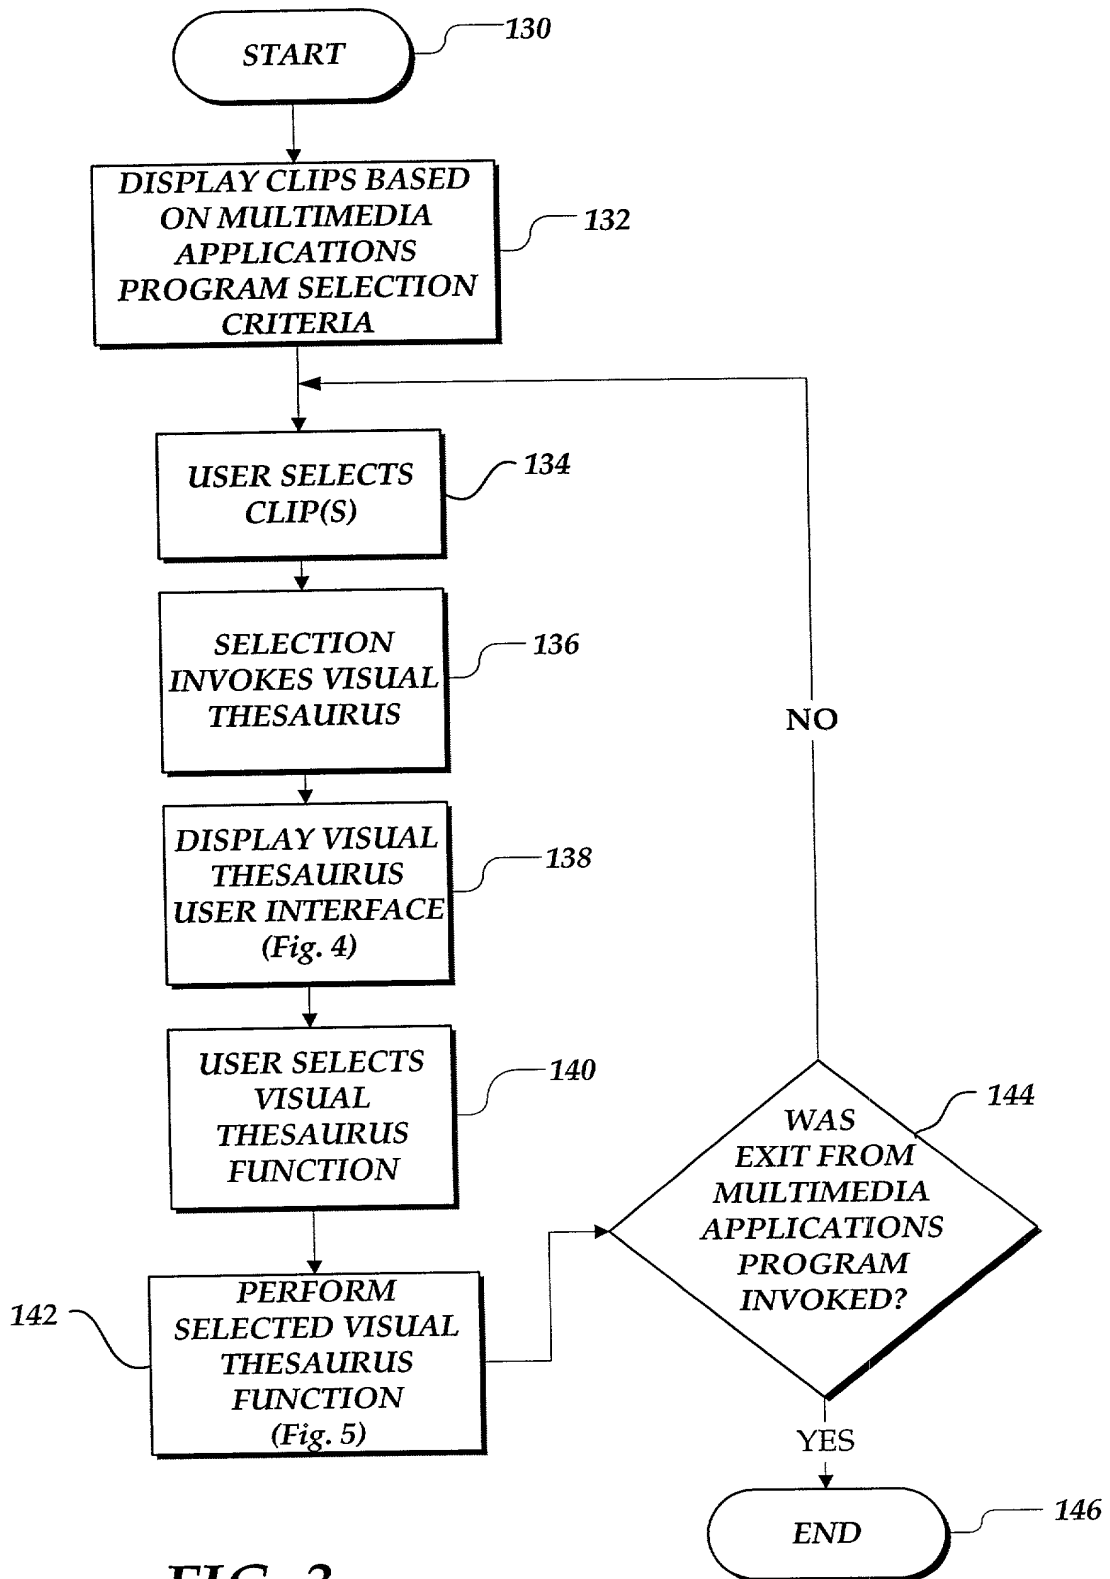 START
130
DISPLAY CLIPS BASED
ON MULTIMEDIA
APPLICATIONS
PROGRAM SELECTION
CRITERIA
132
USER SELECTS
CLIP(S)
134
SELECTION
INVOKES VISUAL
THESAURUS
136
DISPLAY VISUAL
THESAURUS
USER INTERFACE
(Fig. 4)
138
USER SELECTS
VISUAL
THESAURUS
FUNCTION
140
PERFORM
SELECTED VISUAL
THESAURUS
FUNCTION
(Fig. 5)
142
WAS
EXIT FROM
MULTIMEDIA
APPLICATIONS
PROGRAM
INVOKED?
144
NO
YES
END
146